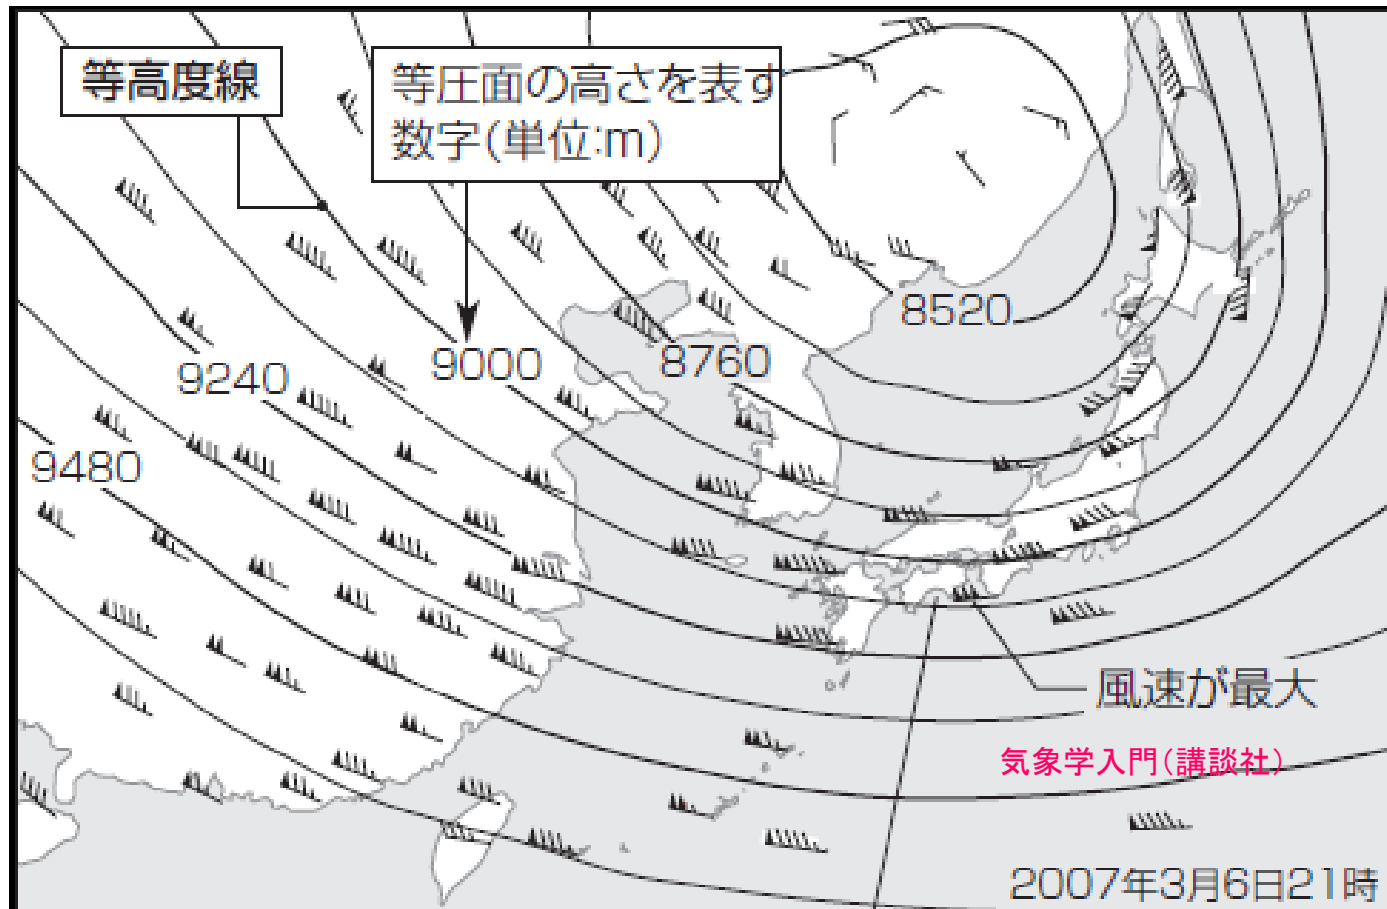 等高度線
等圧面の高さを表す
数字(単位:m)
8520
9000
8760
9240
9480
風速が最大
気象学入門(講談社)
2007年3月6日21時